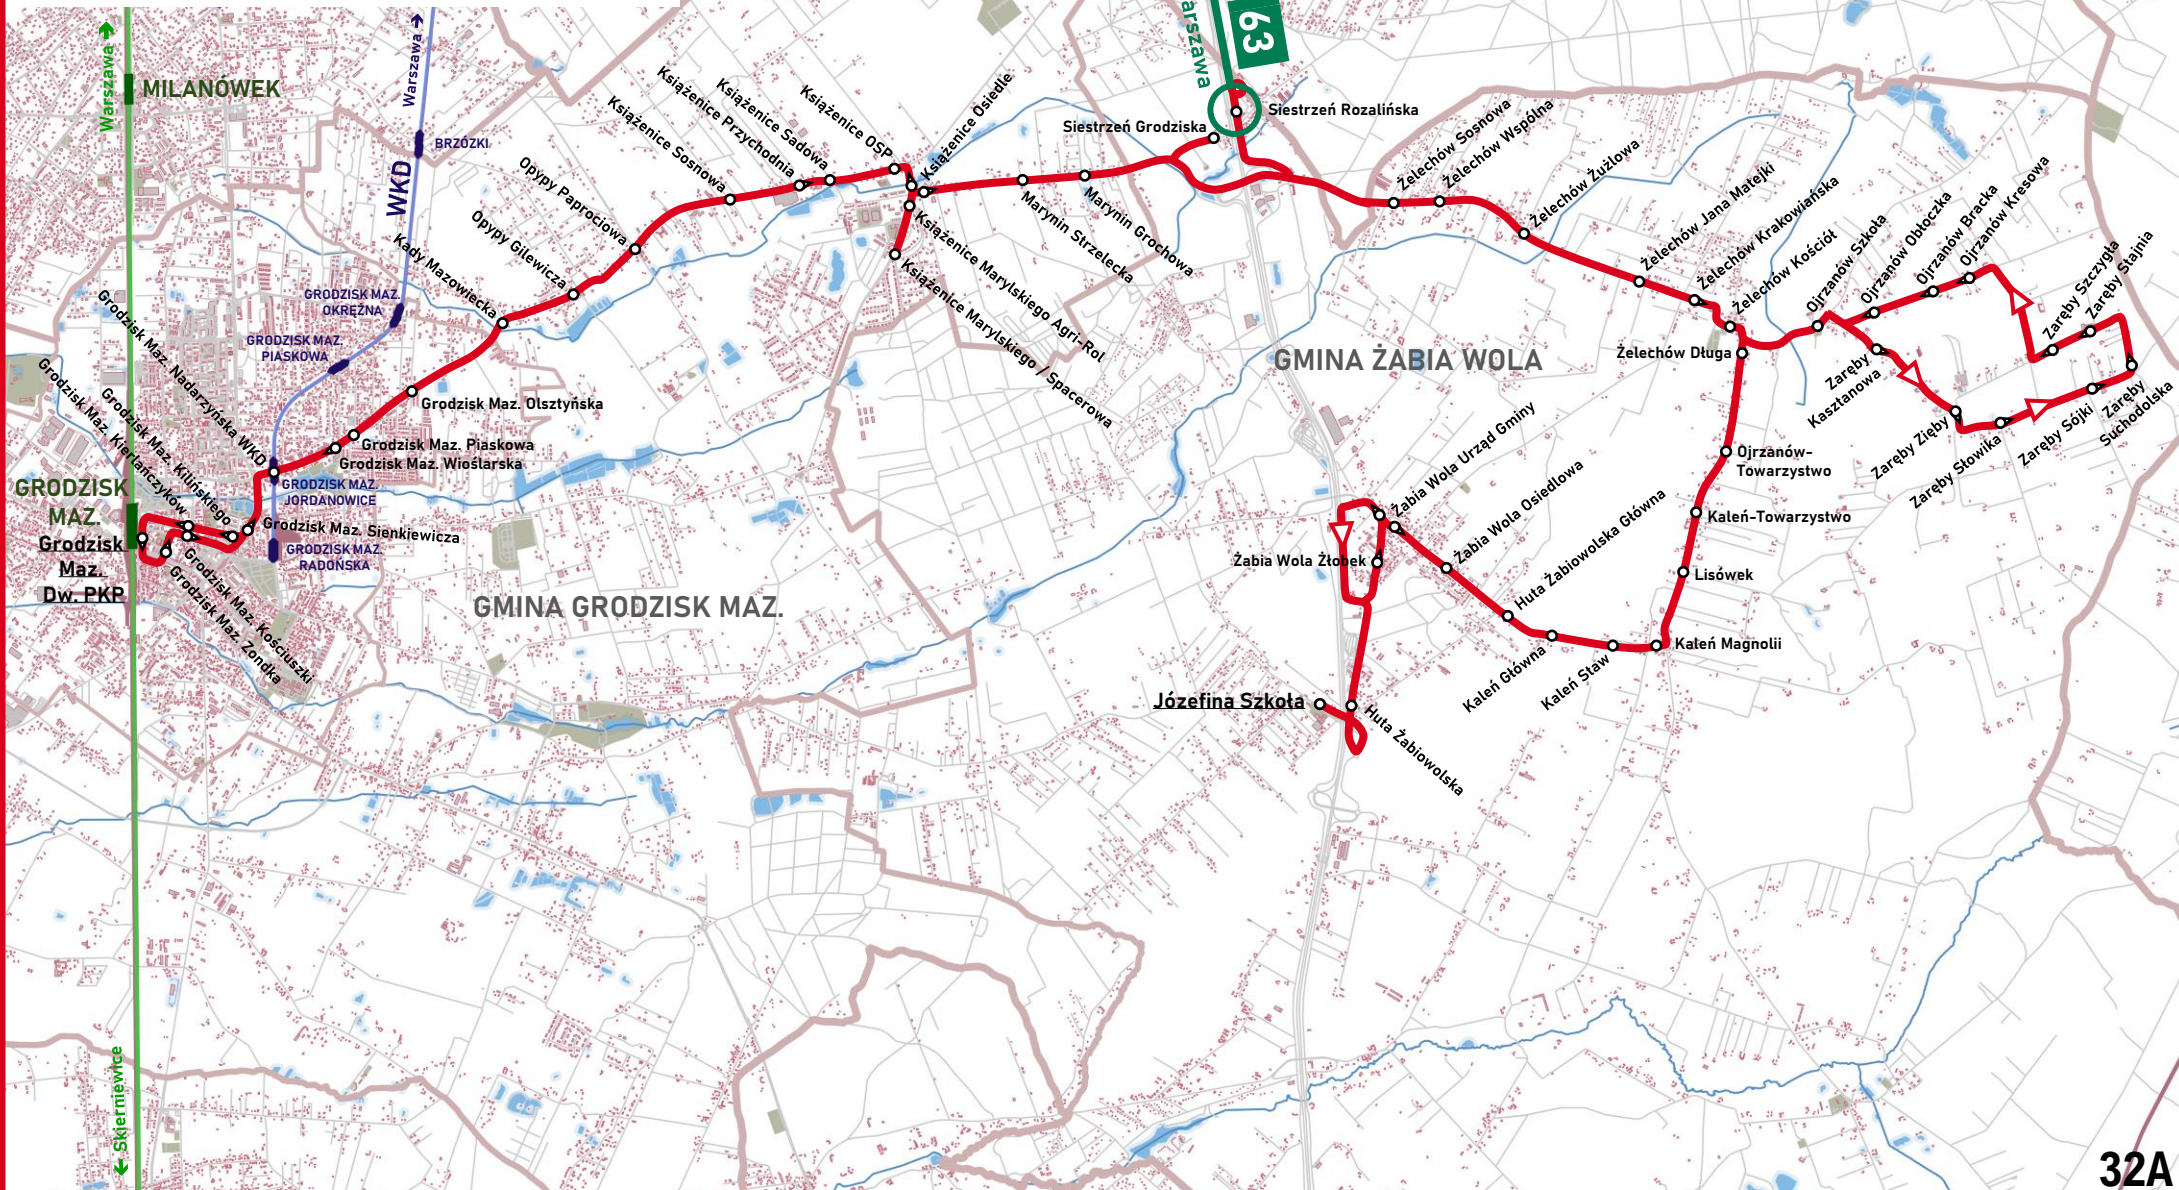 Warszawa →
MILANÓWEK
Warszawa →
BRZÓZKI
WKD
63
arszawa
Siestrzeń Rozalińska
Siestrzeń Grodziska
Książenice Osiedle
Książenice OSP
Książenice Sadowa
Książenice Przychodnia
Książenice Sosnowa
Opypy Paprociowa
Opypy Gilewicza
Kady Mazowiecka
Marynin Strzelecka
Marynin Grochowa
Książenice Marylskiego Agri-Rol
Książenice Marylskiego / Spacerowa
Żelechów Sosnowa
Żelechów Wspólna
Żelechów Żużlowa
Żelechów Jana Matejki
Żelechów Krakowiańska
Żelechów Kościół
Żelechów Długa
Ojrzanów Szkoła
Ojrzanów Obłoczka
Ojrzanów Bracka
Ojrzanów Kresowa
Zaręby Szczygła
Zaręby Stajnia
Zaręby
Kasztanowa
Zaręby Zięby
Zaręby Słowika
Zaręby Sójki
Zaręby
Suchodolska
GRODZISK MAZ.
OKRĘŻNA
GRODZISK MAZ.
PIASKOWA
Grodzisk Maz. Nadarzyńska WKD
Grodzisk Maz. Kilińskiego
Grodzisk Maz. Kierlańczyków
Grodzisk Maz. Olsztyńska
Grodzisk Maz. Piaskowa
Grodzisk Maz. Wioślarska
GRODZISK MAZ.
JORDANOWICE
GRODZISK
MAZ.
Grodzisk
Maz.
Dw. PKP
Grodzisk Maz. Sienkiewicza
GRODZISK MAZ.
RADOŃSKA
Grodzisk Maz. Kościuszki
Grodzisk Maz. Żondka
GMINA GRODZISK MAZ.
GMINA ŻABIA WOLA
Żabia Wola Urząd Gminy
Żabia Wola Osiedlowa
Huta Żabiowolska Główna
Żabia Wola Żłobek
Ojrzanów-
Towarzystwo
Kaleń-Towarzystwo
Lisówek
Kaleń Magnolii
Kaleń Główna
Kaleń Staw
Józefina Szkoła
Huta Żabiowolska
← Skierniewice
32A